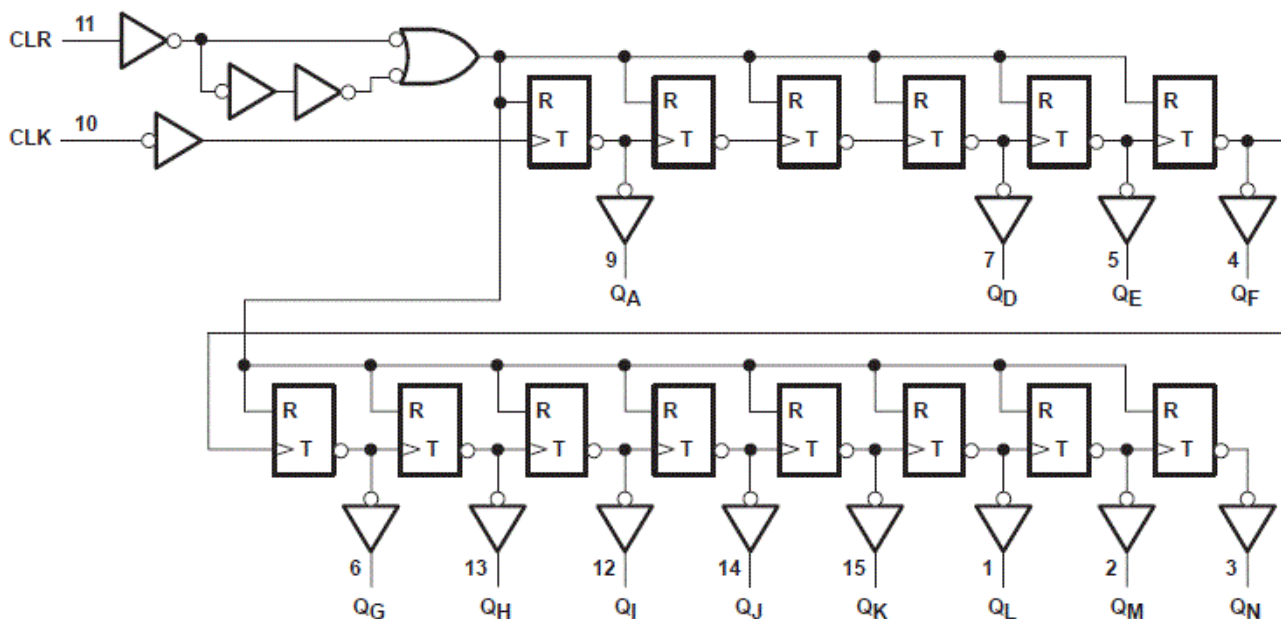 CLR 11
R R R R R R
CLK 10
T T T T T T
9 7 5 4
QA QD QE QF
R R R R R R R R
T T T T T T T T
6 13 12 14 15 1 2 3
QG QH QI QJ QK QL QM QN